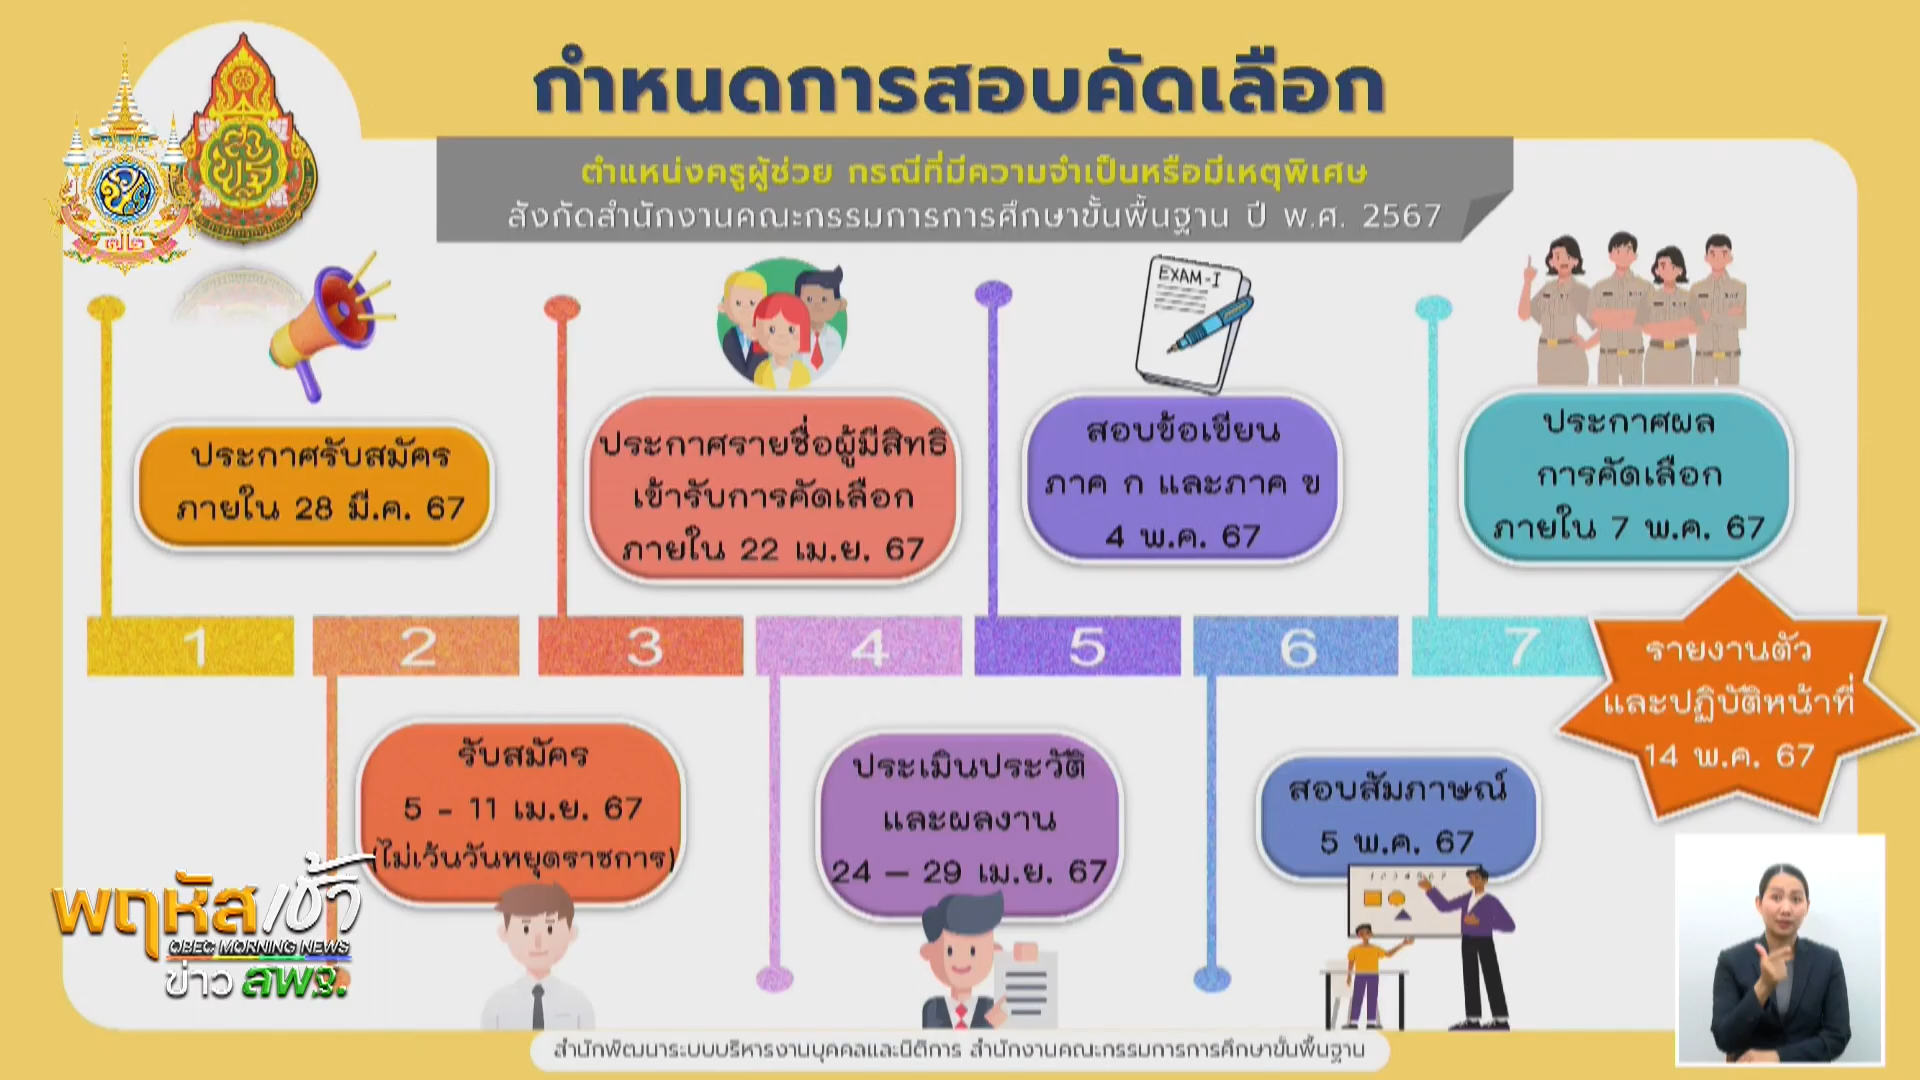 กำหนดการสอบคัดเลือก
ตำแหน่งครูผู้ช่วย กรณีที่มีความจำเป็นหรือมีเหตุพิเศษ
สังกัดสำนักงานคณะกรรมการการศึกษาขั้นพื้นฐาน ปี พ.ศ. 2567
๗๒
EXAM-I
ประกาศรับสมัคร
ภายใน 28 มี.ค. 67
ประกาศรายชื่อผู้มีสิทธิ
เข้ารับการคัดเลือก
ภายใน 22 เม.ย. 67
สอบข้อเขียน
ภาค ก และภาค ข
4 พ.ค. 67
ประกาศผล
การคัดเลือก
ภายใน 7 พ.ค. 67
1
2
3
4
5
6
7
รายงานตัว
และปฏิบัติหน้าที่
14 พ.ค. 67
รับสมัคร
5 - 11 เม.ย. 67
(ไม่เว้นวันหยุดราชการ)
ประเมินประวัติ
และผลงาน
24 – 29 เม.ย. 67
สอบสัมภาษณ์
5 พ.ค. 67
พฤหัสเช้า
OBEC MORNING NEWS
ข่าว สพฐ.
สำนักพัฒนาระบบบริหารงานบุคคลและนิติการ สำนักงานคณะกรรมการการศึกษาขั้นพื้นฐาน